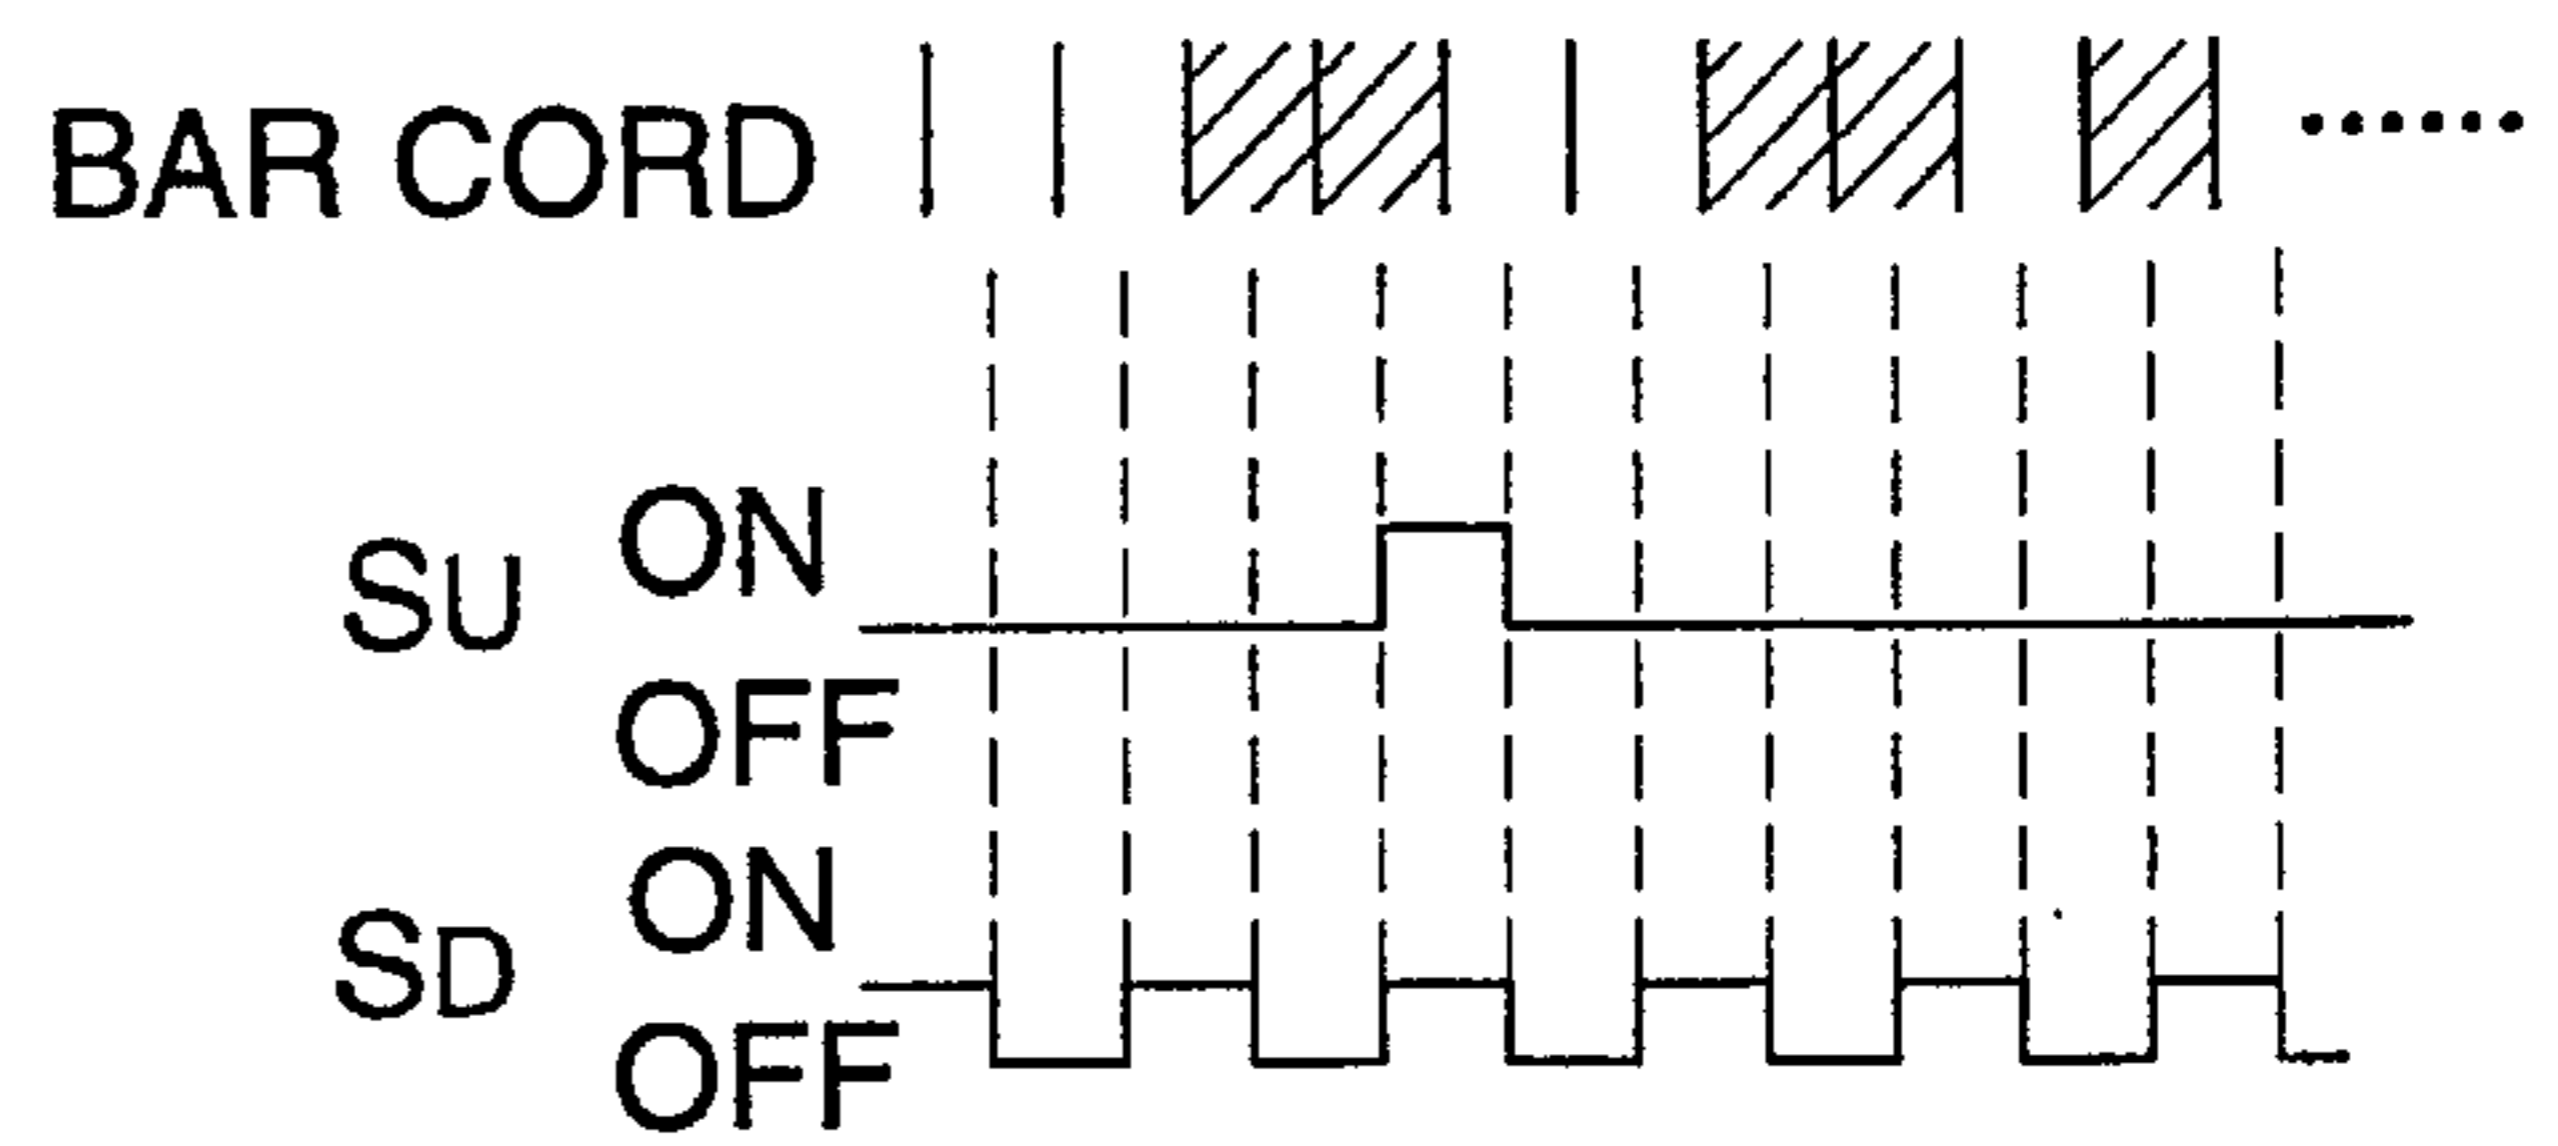 BAR CORD ......
ON
SU
OFF
ON
SD
OFF